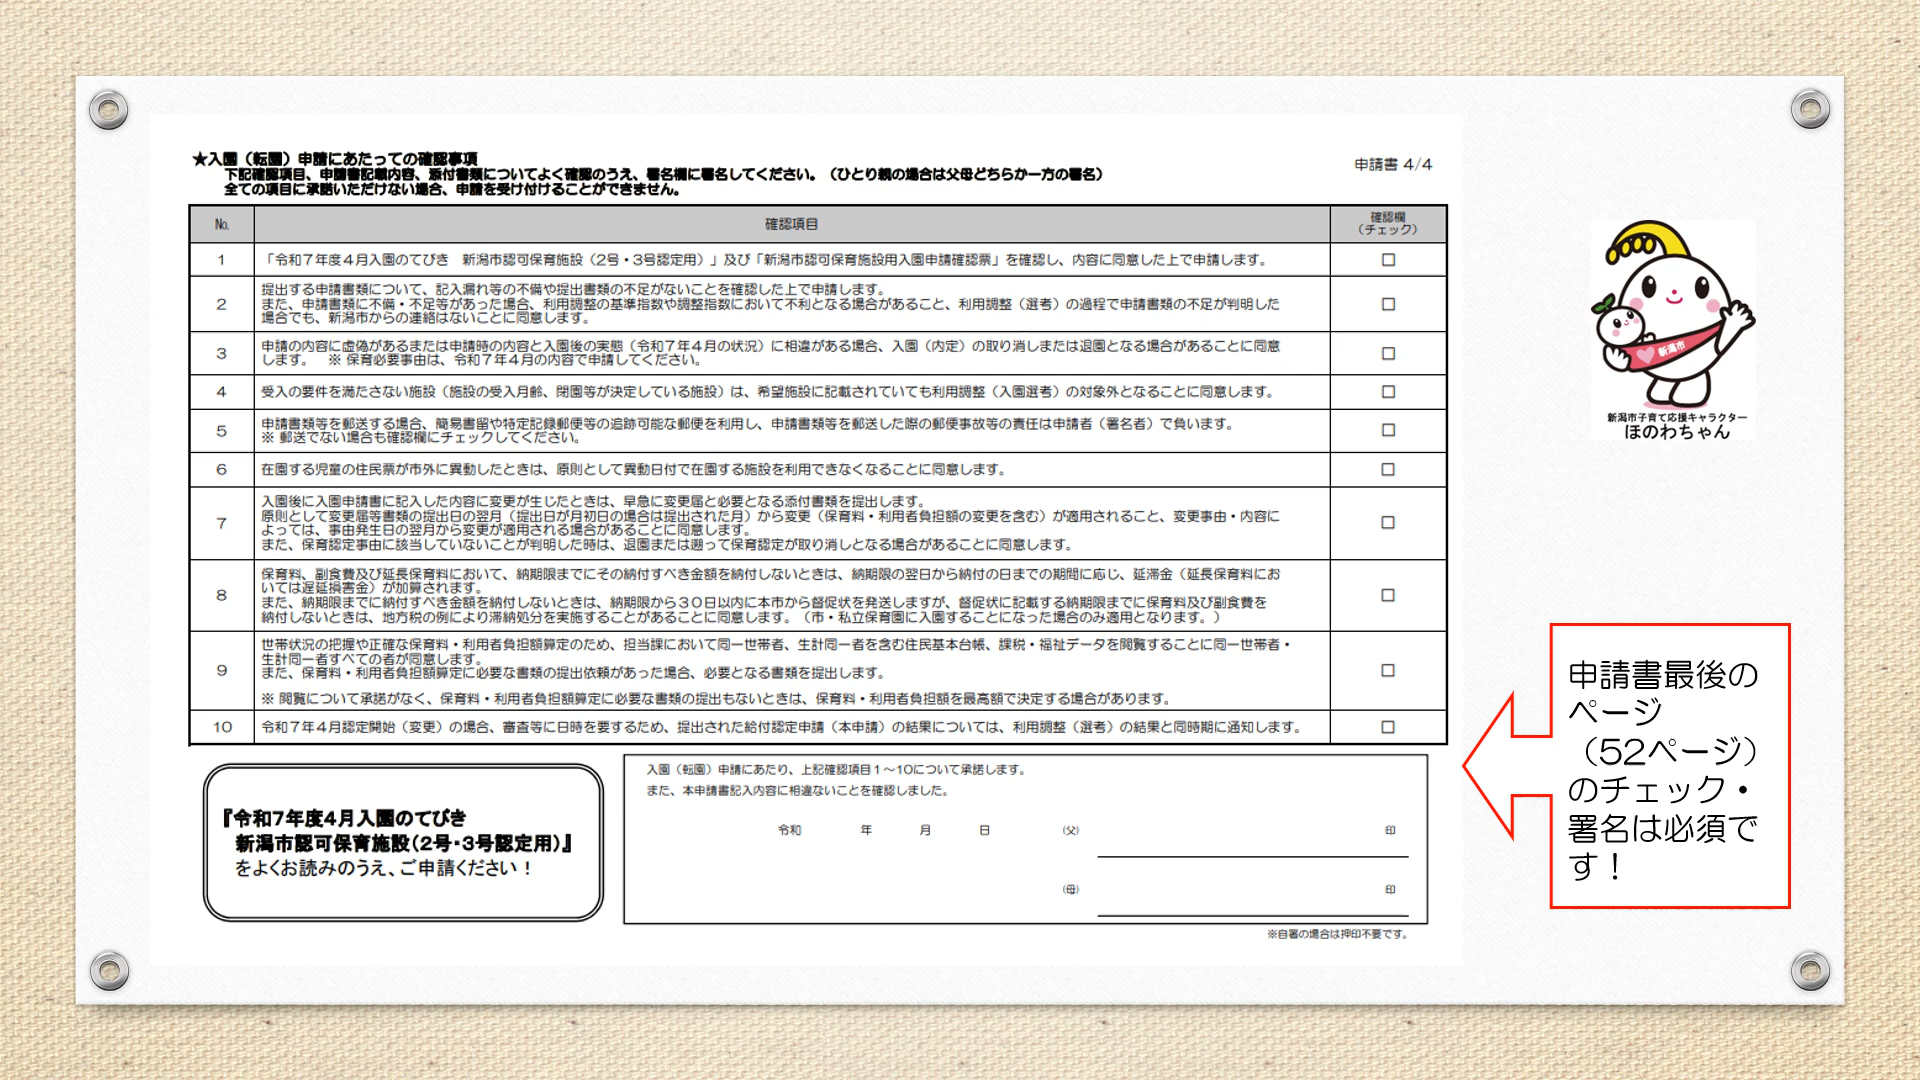 ★入園（転園）申請にあたっての確認事項
下記確認項目、申請書記載内容、添付書類についてよく確認のうえ、署名欄に署名してください。（ひとり親の場合は父母どちらか一方の署名）
全ての項目に承諾いただけない場合、申請を受け付けることができません。
申請書 4/4
№ 確認項目 確認欄
（チェック）
1 「令和７年度４月入園のてびき　新潟市認可保育施設（2号・3号認定用）」及び「新潟市認可保育施設用入園申請確認票」を確認し、内容に同意した上で申請します。 □
2 提出する申請書類について、記入漏れ等の不備や提出書類の不足がないことを確認した上で申請します。
また、申請書類に不備・不足等があった場合、利用調整の基準指数や調整指数において不利となる場合があること、利用調整（選考）の過程で申請書類の不足が判明した
場合でも、新潟市からの連絡はないことに同意します。 □
3 申請の内容に虚偽があるまたは申請時の内容と入園後の実態（令和７年４月の状況）に相違がある場合、入園（内定）の取り消しまたは退園となる場合があることに同意
します。　※ 保育必要事由は、令和７年４月の内容で申請してください。 □
4 受入の要件を満たさない施設（施設の受入月齢、閉園等が決定している施設）は、希望施設に記載されていても利用調整（入園選考）の対象外となることに同意します。 □
5 申請書類等を郵送する場合、簡易書留や特定記録郵便等の追跡可能な郵便を利用し、申請書類等を郵送した際の郵便事故等の責任は申請者（署名者）で負います。
※ 郵送でない場合も確認欄にチェックしてください。 □
6 在園する児童の住民票が市外に異動したときは、原則として異動日付で在園する施設を利用できなくなることに同意します。 □
7 入園後に入園申請書に記入した内容に変更が生じたときは、早急に変更届と必要となる添付書類を提出します。
原則として変更届等書類の提出日の翌月（提出日が月初日の場合は提出された月）から変更（保育料・利用者負担額の変更を含む）が適用されること、変更事由・内容に
よっては、事由発生日の翌月から変更が適用される場合があることに同意します。
また、保育認定事由に該当していないことが判明した時は、退園または遡って保育認定が取り消しとなる場合があることに同意します。 □
8 保育料、副食費及び延長保育料において、納期限までにその納付すべき金額を納付しないときは、納期限の翌日から納付の日までの期間に応じ、延滞金（延長保育料にお
いては遅延損害金）が加算されます。
また、納期限までに納付すべき金額を納付しないときは、納期限から３０日以内に本市から督促状を発送しますが、督促状に記載する納期限までに保育料及び副食費を
納付しないときは、地方税の例により滞納処分を実施することがあることに同意します。（市・私立保育園に入園することになった場合のみ適用となります。） □
9 世帯状況の把握や正確な保育料・利用者負担額算定のため、担当課において同一世帯者、生計同一者を含む住民基本台帳、課税・福祉データを閲覧することに同一世帯者・
生計同一者すべての者が同意します。
また、保育料・利用者負担額算定に必要な書類の提出依頼があった場合、必要となる書類を提出します。
※ 閲覧について承諾がなく、保育料・利用者負担額算定に必要な書類の提出もないときは、保育料・利用者負担額を最高額で決定する場合があります。 □
10 令和７年４月認定開始（変更）の場合、審査等に日時を要するため、提出された給付認定申請（本申請）の結果については、利用調整（選考）の結果と同時期に通知します。 □
『令和7年度4月入園のてびき
新潟市認可保育施設(2号・3号認定用)』
をよくお読みのうえ、ご申請ください！
入園（転園）申請にあたり、上記確認項目１～10について承諾します。
また、本申請書記入内容に相違ないことを確認しました。
令和　年　月　日　(父)　印
(母)　印
※自署の場合は押印不要です。
新潟市
新潟市子育て応援キャラクター
ほのわちゃん
申請書最後の
ページ
（52ページ）
のチェック・
署名は必須で
す！